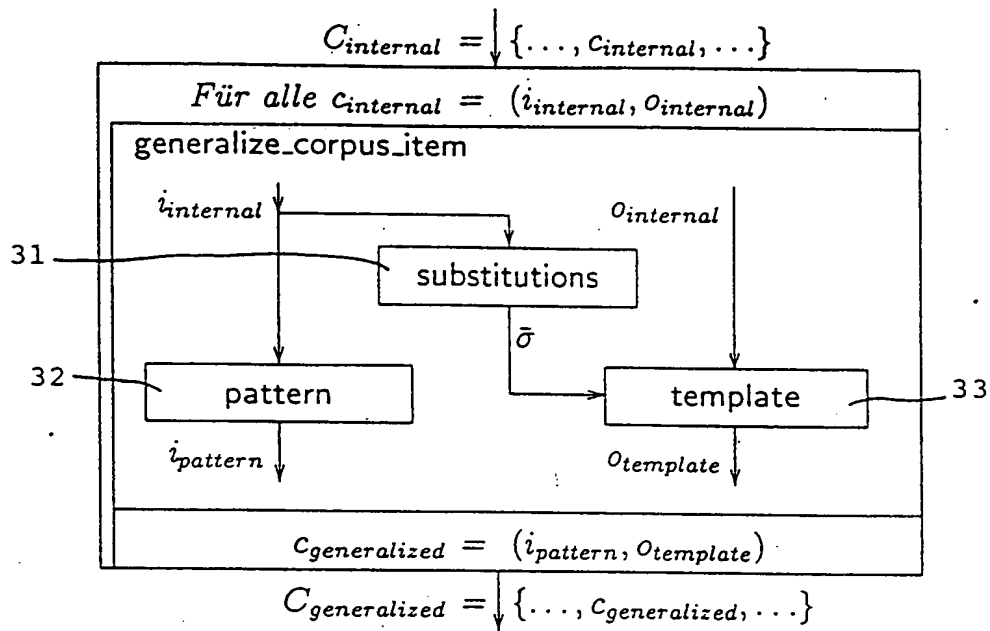 C_internal = {..., c_internal, ...}
Für alle c_internal = (i_internal, o_internal)
generalize_corpus_item
i_internal
o_internal
31
substitutions
σ̄
32
pattern
template
33
i_pattern
o_template
c_generalized = (i_pattern, o_template)
C_generalized = {..., c_generalized, ...}